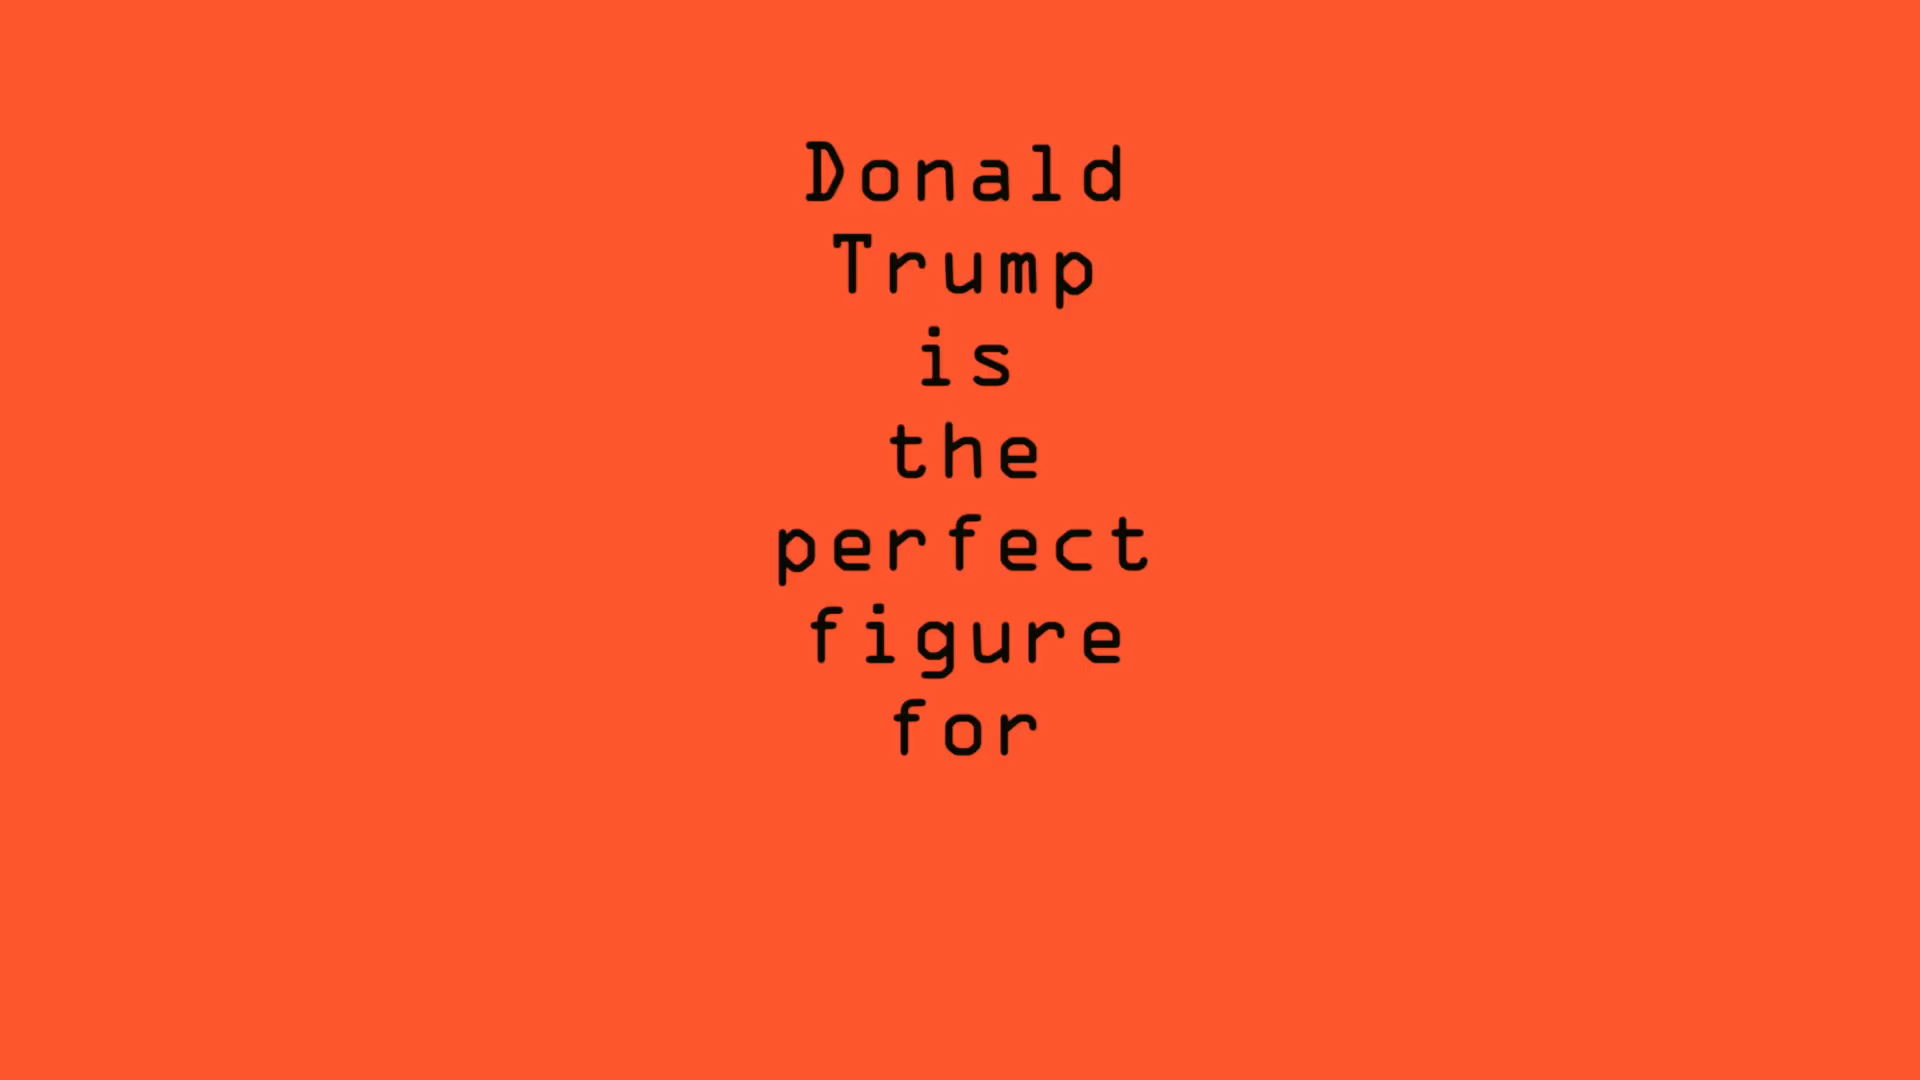 Donald
Trump
is
the
perfect
figure
for